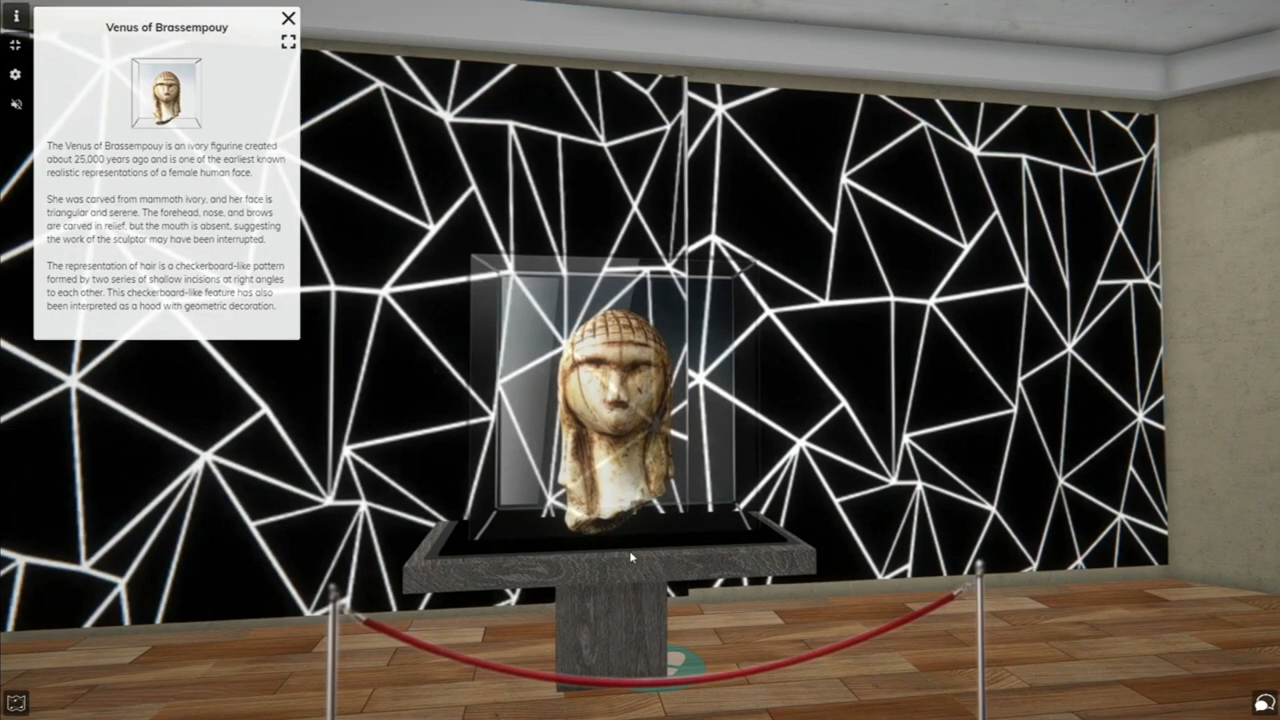 Venus of Brassempouy
The Venus of Brassempouy is an ivory figurine created
about 25,000 years ago and is one of the earliest known
realistic representations of a female human face.
She was carved from mammoth ivory, and her face is
triangular and serene. The forehead, nose, and brows
are carved in relief, but the mouth is absent, suggesting
the work of the sculptor may have been interrupted.
The representation of hair is a checkerboard-like pattern
formed by two series of shallow incisions at right angles
to each other. This checkerboard-like feature has also
been interpreted as a hood with geometric decoration.